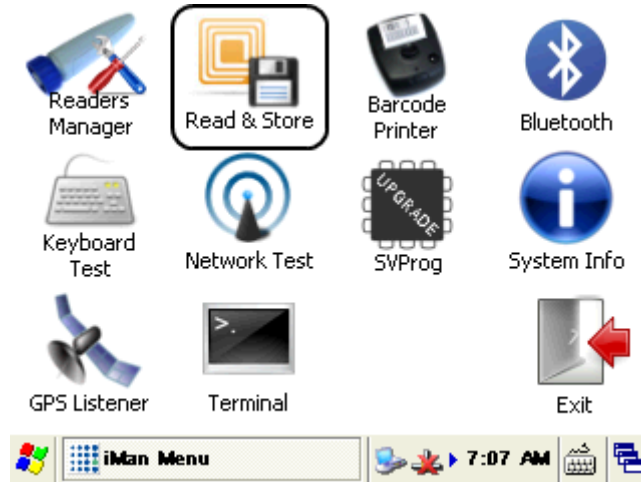 Readers
Manager
Read & Store
Barcode
Printer
Bluetooth
Keyboard
Test
Network Test
UPGRADE
SVProg
System Info
>.
GPS Listener
Terminal
Exit
iMan Menu
7:07 AM